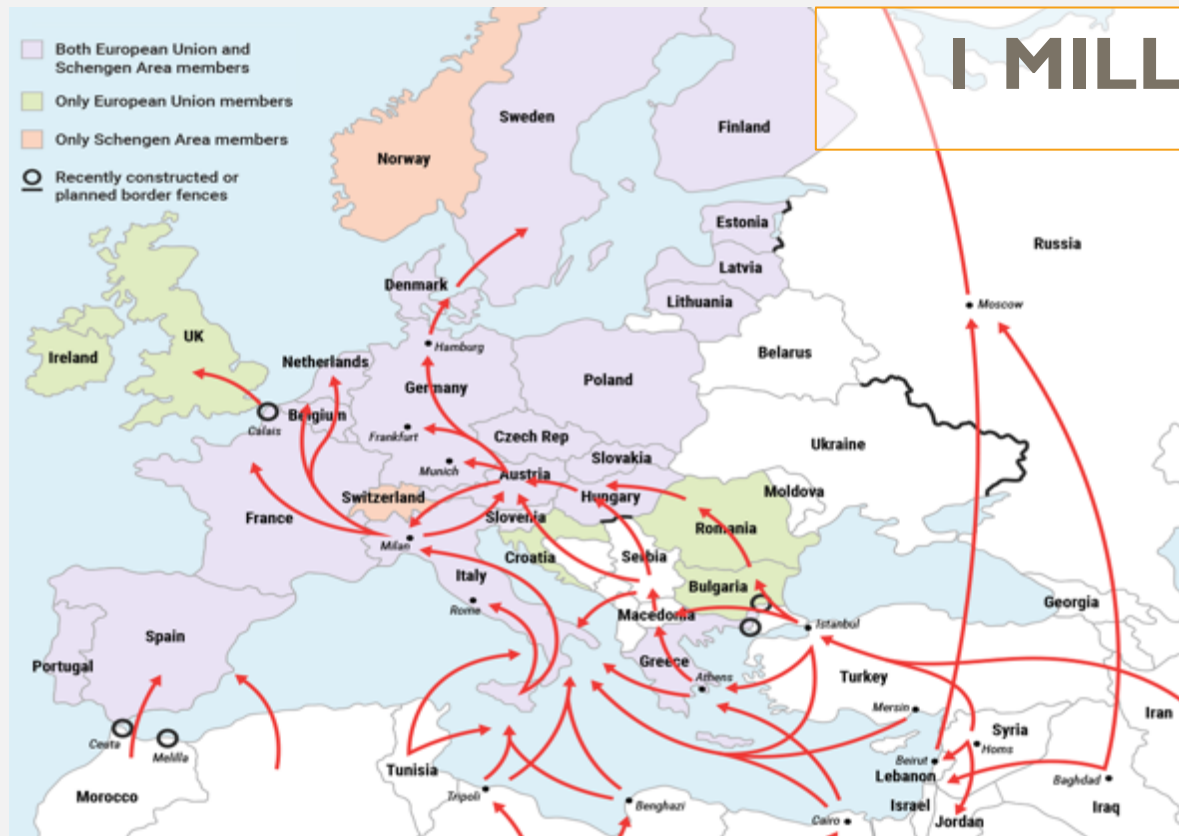 I MILL
Both European Union and
Schengen Area members
Only European Union members
Only Schengen Area members
Recently constructed or
planned border fences
Sweden
Finland
Norway
Estonia
Russia
Latvia
Denmark
Lithuania
Moscow
UK
Ireland
Netherlands
Hamburg
Belarus
Germany
Poland
Belgium
Calais
Frankfurt
Czech Rep
Ukraine
Slovakia
Munich
Austria
Switzerland
Hungary
Moldova
France
Slovenia
Romania
Milan
Croatia
Serbia
Italy
Bulgaria
Rome
Macedonia
Georgia
Istanbul
Spain
Portugal
Greece
Athens
Turkey
Mersin
Iran
Ceuta
Melilla
Syria
Homs
Beirut
Tunisia
Lebanon
Baghdad
Morocco
Tripoli
Benghazi
Israel
Iraq
Cairo
Jordan